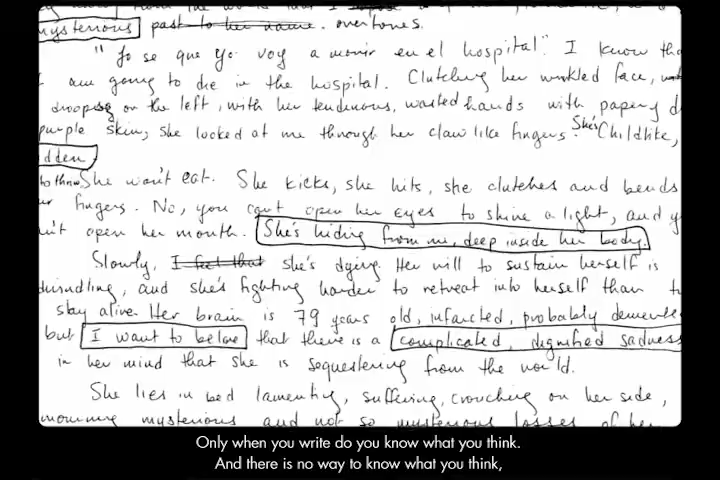 mysterious past to her name. overtones.
"Yo se que yo voy a morir en el hospital". I know
I am going to die in the hospital. Clutching her wrinkled face,
drooping on the left, with her tendinous, wasted hands with papery
purple skin, she looked at me through her claw like fingers. She's Childlike,
dden
She won't eat. She kicks, she hits, she clutches and bends
fingers. No, you can't open her eyes to shine a light, and
open her mouth. She's hiding from me, deep inside her body.
Slowly, I feel that she's dying. Her will to sustain herself is
dwindling, and she's fighting harder to retreat into herself than
stay alive. Her brain is 79 years old, infarcted, probably
but I want to believe that there is a complicated, dignified sadness
in her mind that she is sequestering from the world.
She lies in bed lamenting, suffering, crouching on her side,
mourning mysterious and not so mysterious losses of her
Only when you write do you know what you think.
And there is no way to know what you think,